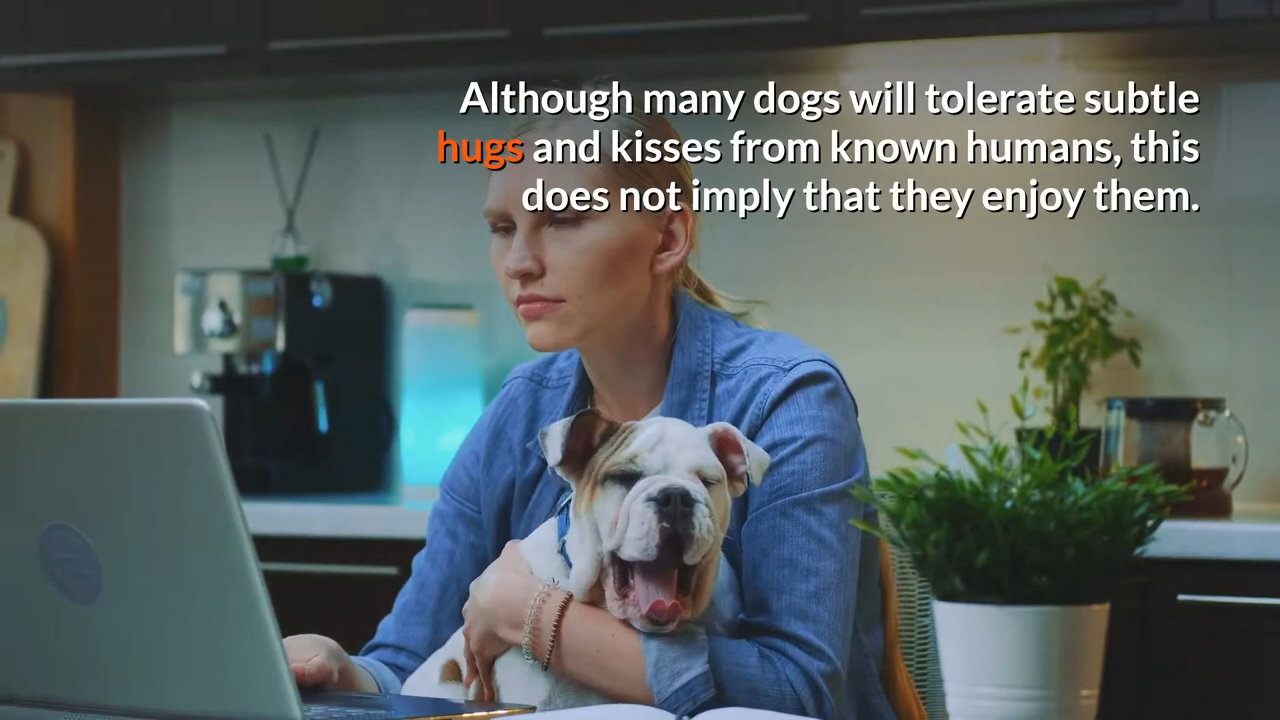 Although many dogs will tolerate subtle
hugs and kisses from known humans, this
does not imply that they enjoy them.